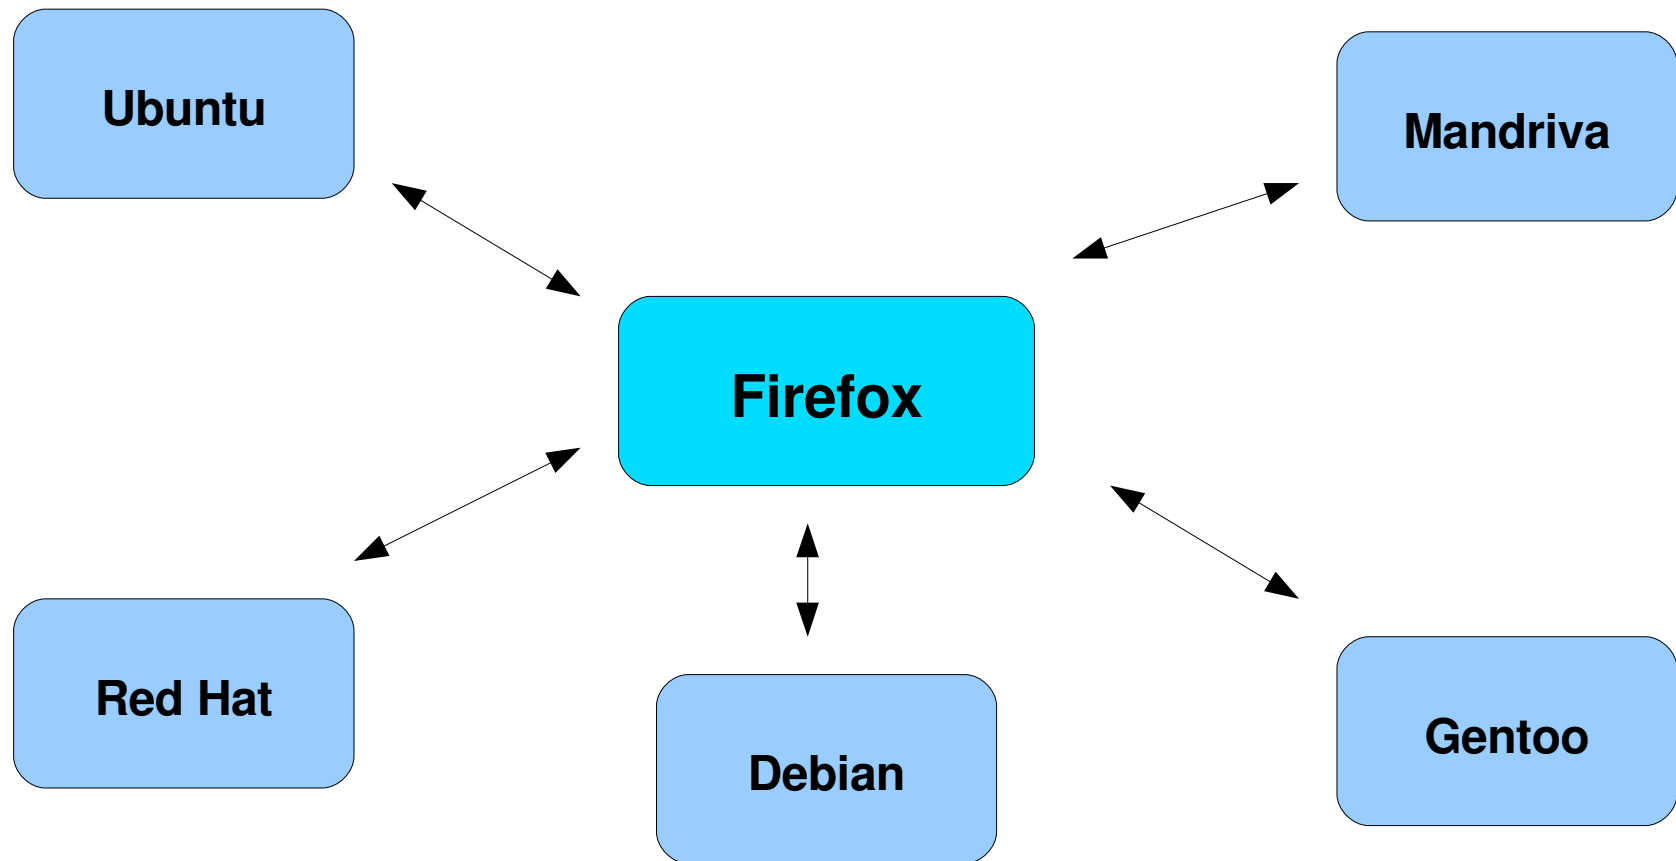 Ubuntu
Mandriva
Firefox
Red Hat
Debian
Gentoo